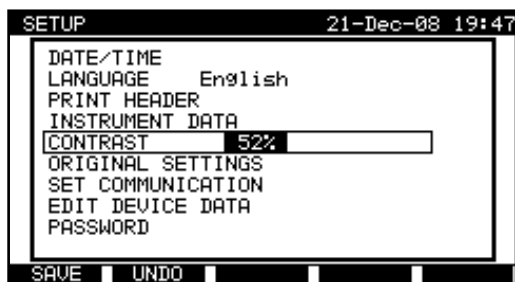 SETUP 21-Dec-08 19:47
DATE/TIME
LANGUAGE English
PRINT HEADER
INSTRUMENT DATA
CONTRAST 52%
ORIGINAL SETTINGS
SET COMMUNICATION
EDIT DEVICE DATA
PASSWORD
SAVE UNDO